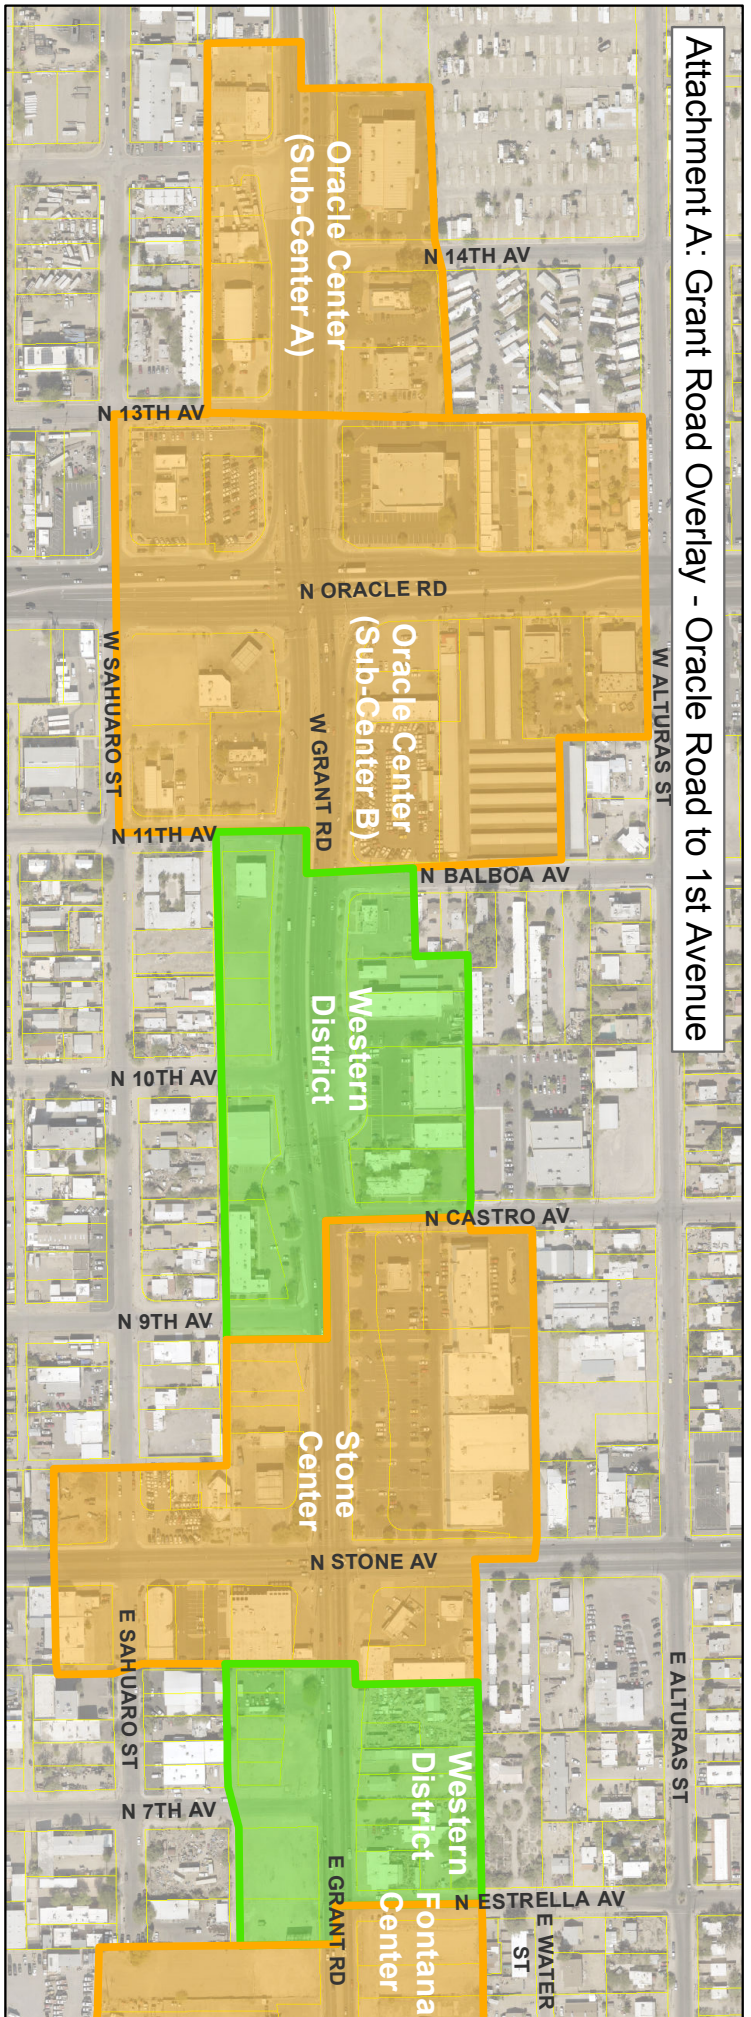 Attachment A: Grant Road Overlay - Oracle Road to 1st Avenue
Oracle Center
(Sub-Center A)
N 14TH AV
N 13TH AV
N ORACLE RD
Oracle Center
(Sub-Center B)
W SAHUARO ST
W GRANT RD
W ALTURAS ST
N 11TH AV
N BALBOA AV
Western
District
N 10TH AV
N CASTRO AV
N 9TH AV
Stone
Center
N STONE AV
E SAHUARO ST
E ALTURAS ST
Western
District
N 7TH AV
E GRANT RD
N ESTRELLA AV
Fontana
Center
E WATER
ST